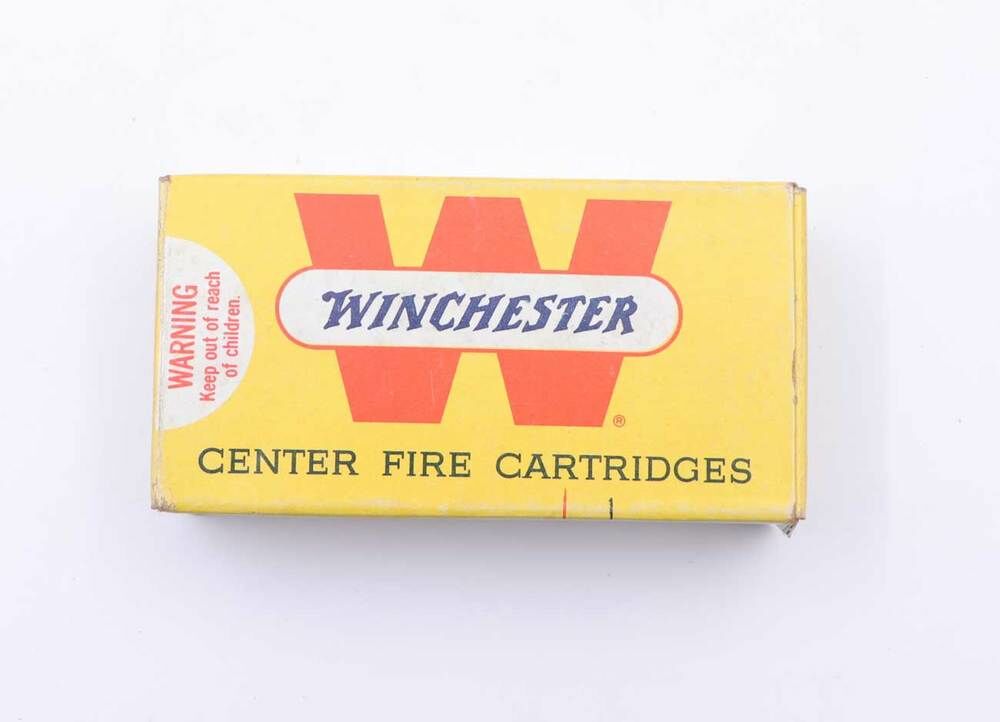 W
WINCHESTER
®
CENTER FIRE CARTRIDGES
WARNING
Keep out of reach
of children.